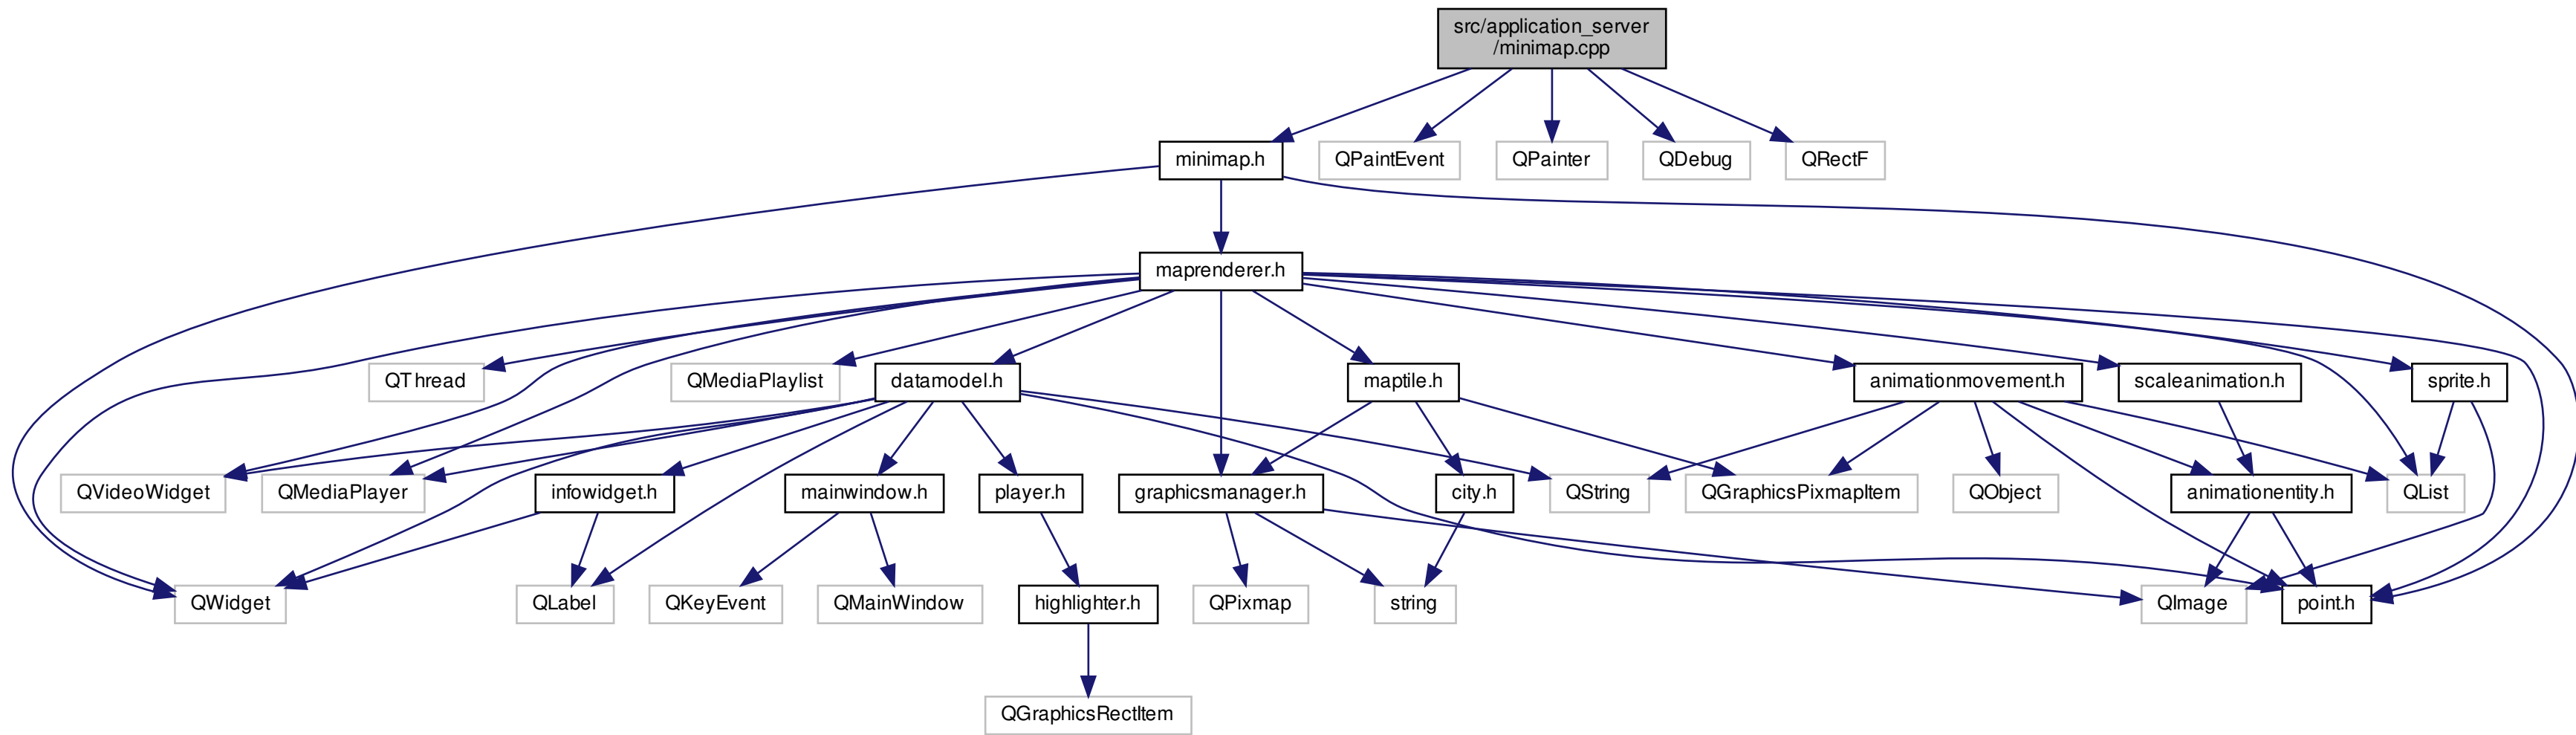 src/application_server
/minimap.cpp
minimap.h
QPaintEvent
QPainter
QDebug
QRectF
maprenderer.h
QThread
QMediaPlaylist
datamodel.h
maptile.h
animationmovement.h
scaleanimation.h
sprite.h
QVideoWidget
QMediaPlayer
infowidget.h
mainwindow.h
player.h
graphicsmanager.h
city.h
QString
QGraphicsPixmapItem
QObject
animationentity.h
QList
QWidget
QLabel
QKeyEvent
QMainWindow
highlighter.h
QPixmap
string
QImage
point.h
QGraphicsRectItem